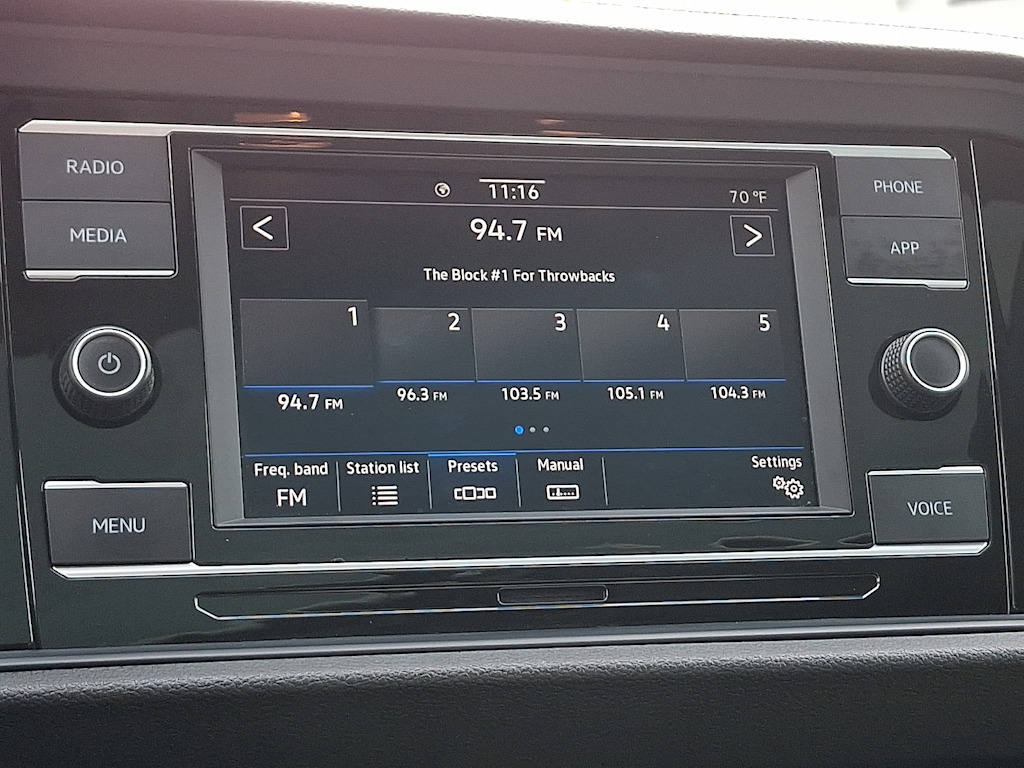 RADIO
MEDIA
MENU
11:16
70 °F
<
94.7 FM
>
The Block #1 For Throwbacks
1
2
3
4
5
94.7 FM
96.3 FM
103.5 FM
105.1 FM
104.3 FM
Freq. band
Station list
Presets
Manual
Settings
FM
PHONE
APP
VOICE